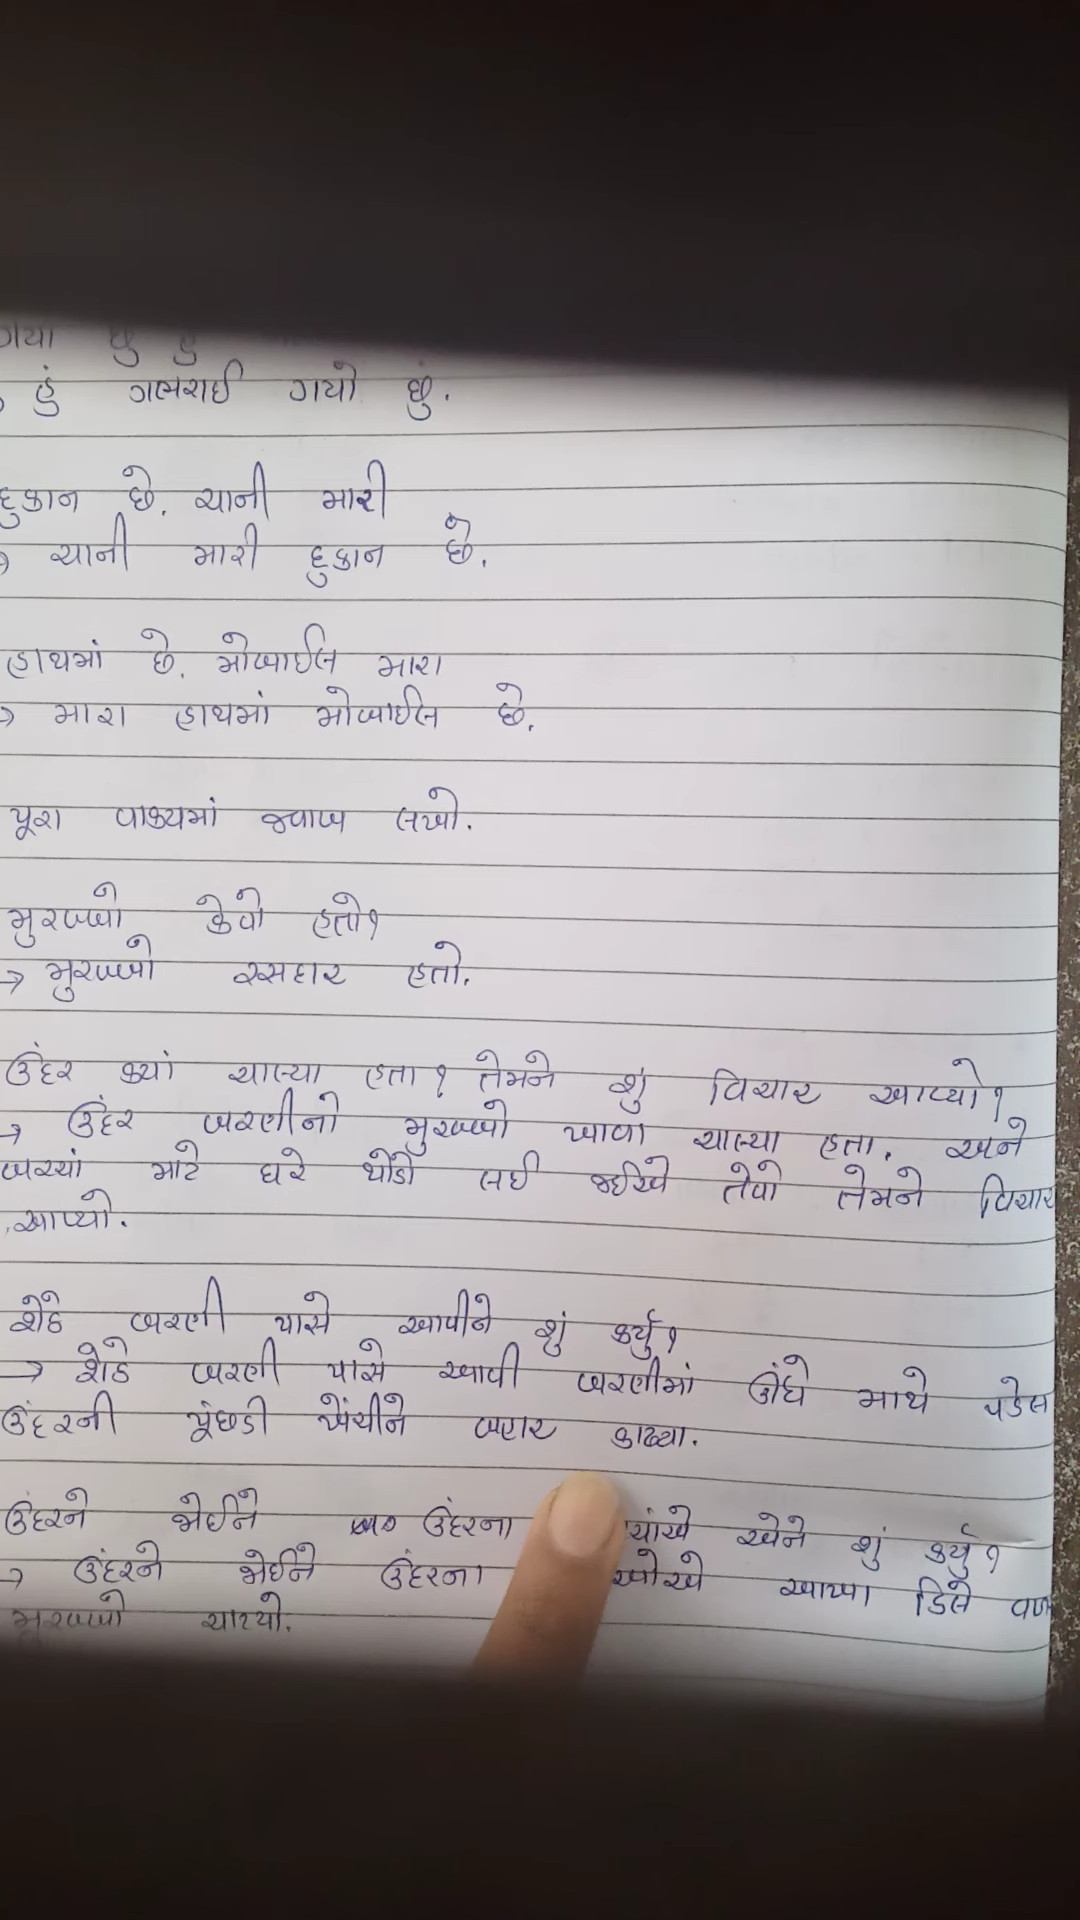 ગયો છું હું
હું ગભરાઈ ગયો છું.
દુકાન છે. ચાની મારી
ચાની મારી દુકાન છે.
હાથમાં છે. મોબાઈલ મારા
→ મારા હાથમાં મોબાઈલ છે.
પૂરા વાક્યમાં જવાબ લખો.
મુરબ્બો કેવો હતો?
→ મુરબ્બો રસદાર હતો.
ઉંદર ક્યાં ચાલ્યા હતા? તેમને શું વિચાર આવ્યો?
→ ઉંદર બરણીનો મુરબ્બો ખાવા ચાલ્યા હતા. અને
બચ્ચાં માટે ઘરે થોડો લઈ જઈએ તેવો તેમને વિચાર
આવ્યો.
શેઠે બરણી પાસે આવીને શું કર્યુ?
→ શેઠે બરણી પાસે આવી બરણીમાં ઊંધે માથે પડેલ
ઉંદરની પૂંછડી ખેંચીને બહાર કાઢ્યા.
ઉંદરને જોઈને ઉંદરના એને શું કર્યુ?
→ ઉંદરને જોઈને ઉંદરના આખા ડિલે
મુરબ્બો ચાટ્યો.